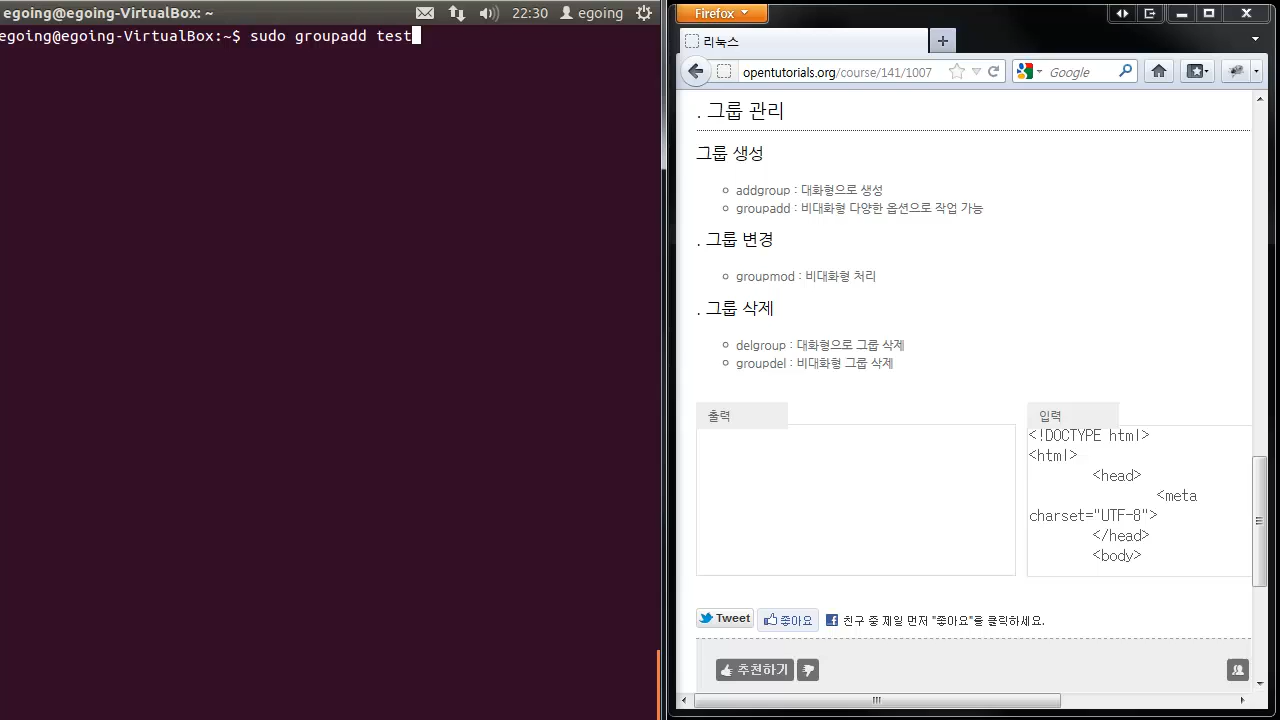 egoing@egoing-VirtualBox: ~
22:30
egoing
egoing@egoing-VirtualBox:~$ sudo groupadd test
Firefox
리눅스
opentutorials.org/course/141/1007
Google
. 그룹 관리
그룹 생성
addgroup : 대화형으로 생성
groupadd : 비대화형 다양한 옵션으로 작업 가능
. 그룹 변경
groupmod : 비대화형 처리
. 그룹 삭제
delgroup : 대화형으로 그룹 삭제
groupdel : 비대화형 그룹 삭제
출력
입력
<!DOCTYPE html>
<html>
<head>
<meta
charset="UTF-8">
</head>
<body>
Tweet
좋아요
친구 중 제일 먼저 "좋아요"를 클릭하세요.
추천하기